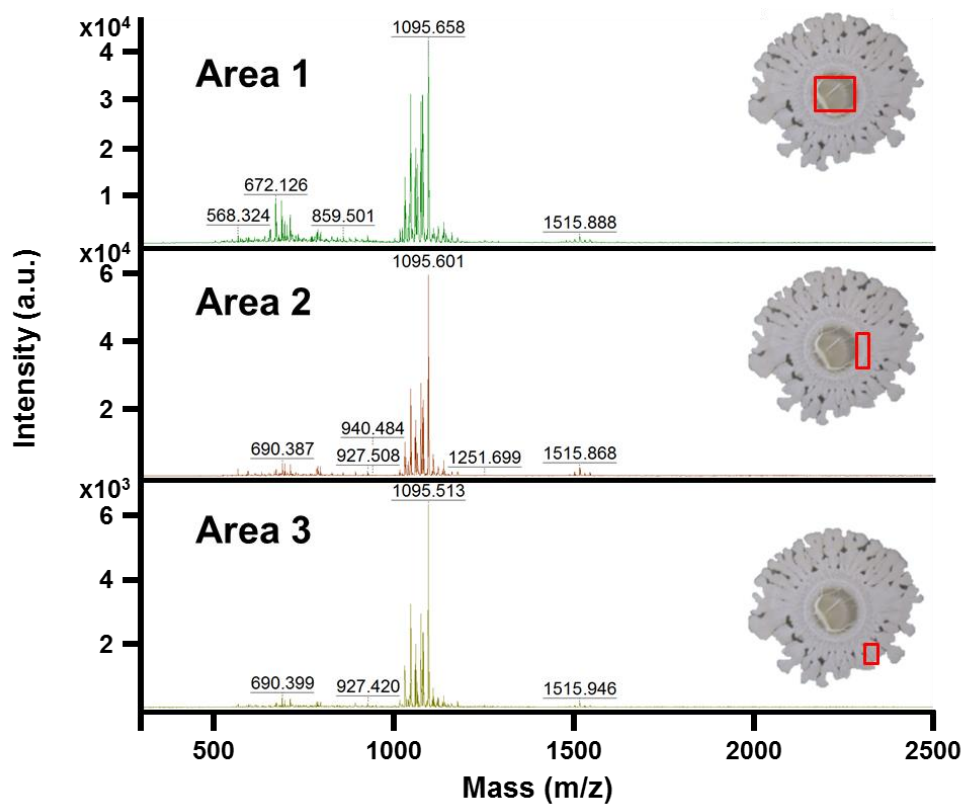 x10⁴
4
3
2
1
Area 1
1095.658
672.126
568.324
859.501
1515.888
x10⁴
6
4
2
Area 2
1095.601
940.484
690.387
927.508
1251.699
1515.868
x10³
6
4
2
Area 3
1095.513
690.399
927.420
1515.946
Intensity (a.u.)
500 1000 1500 2000 2500
Mass (m/z)